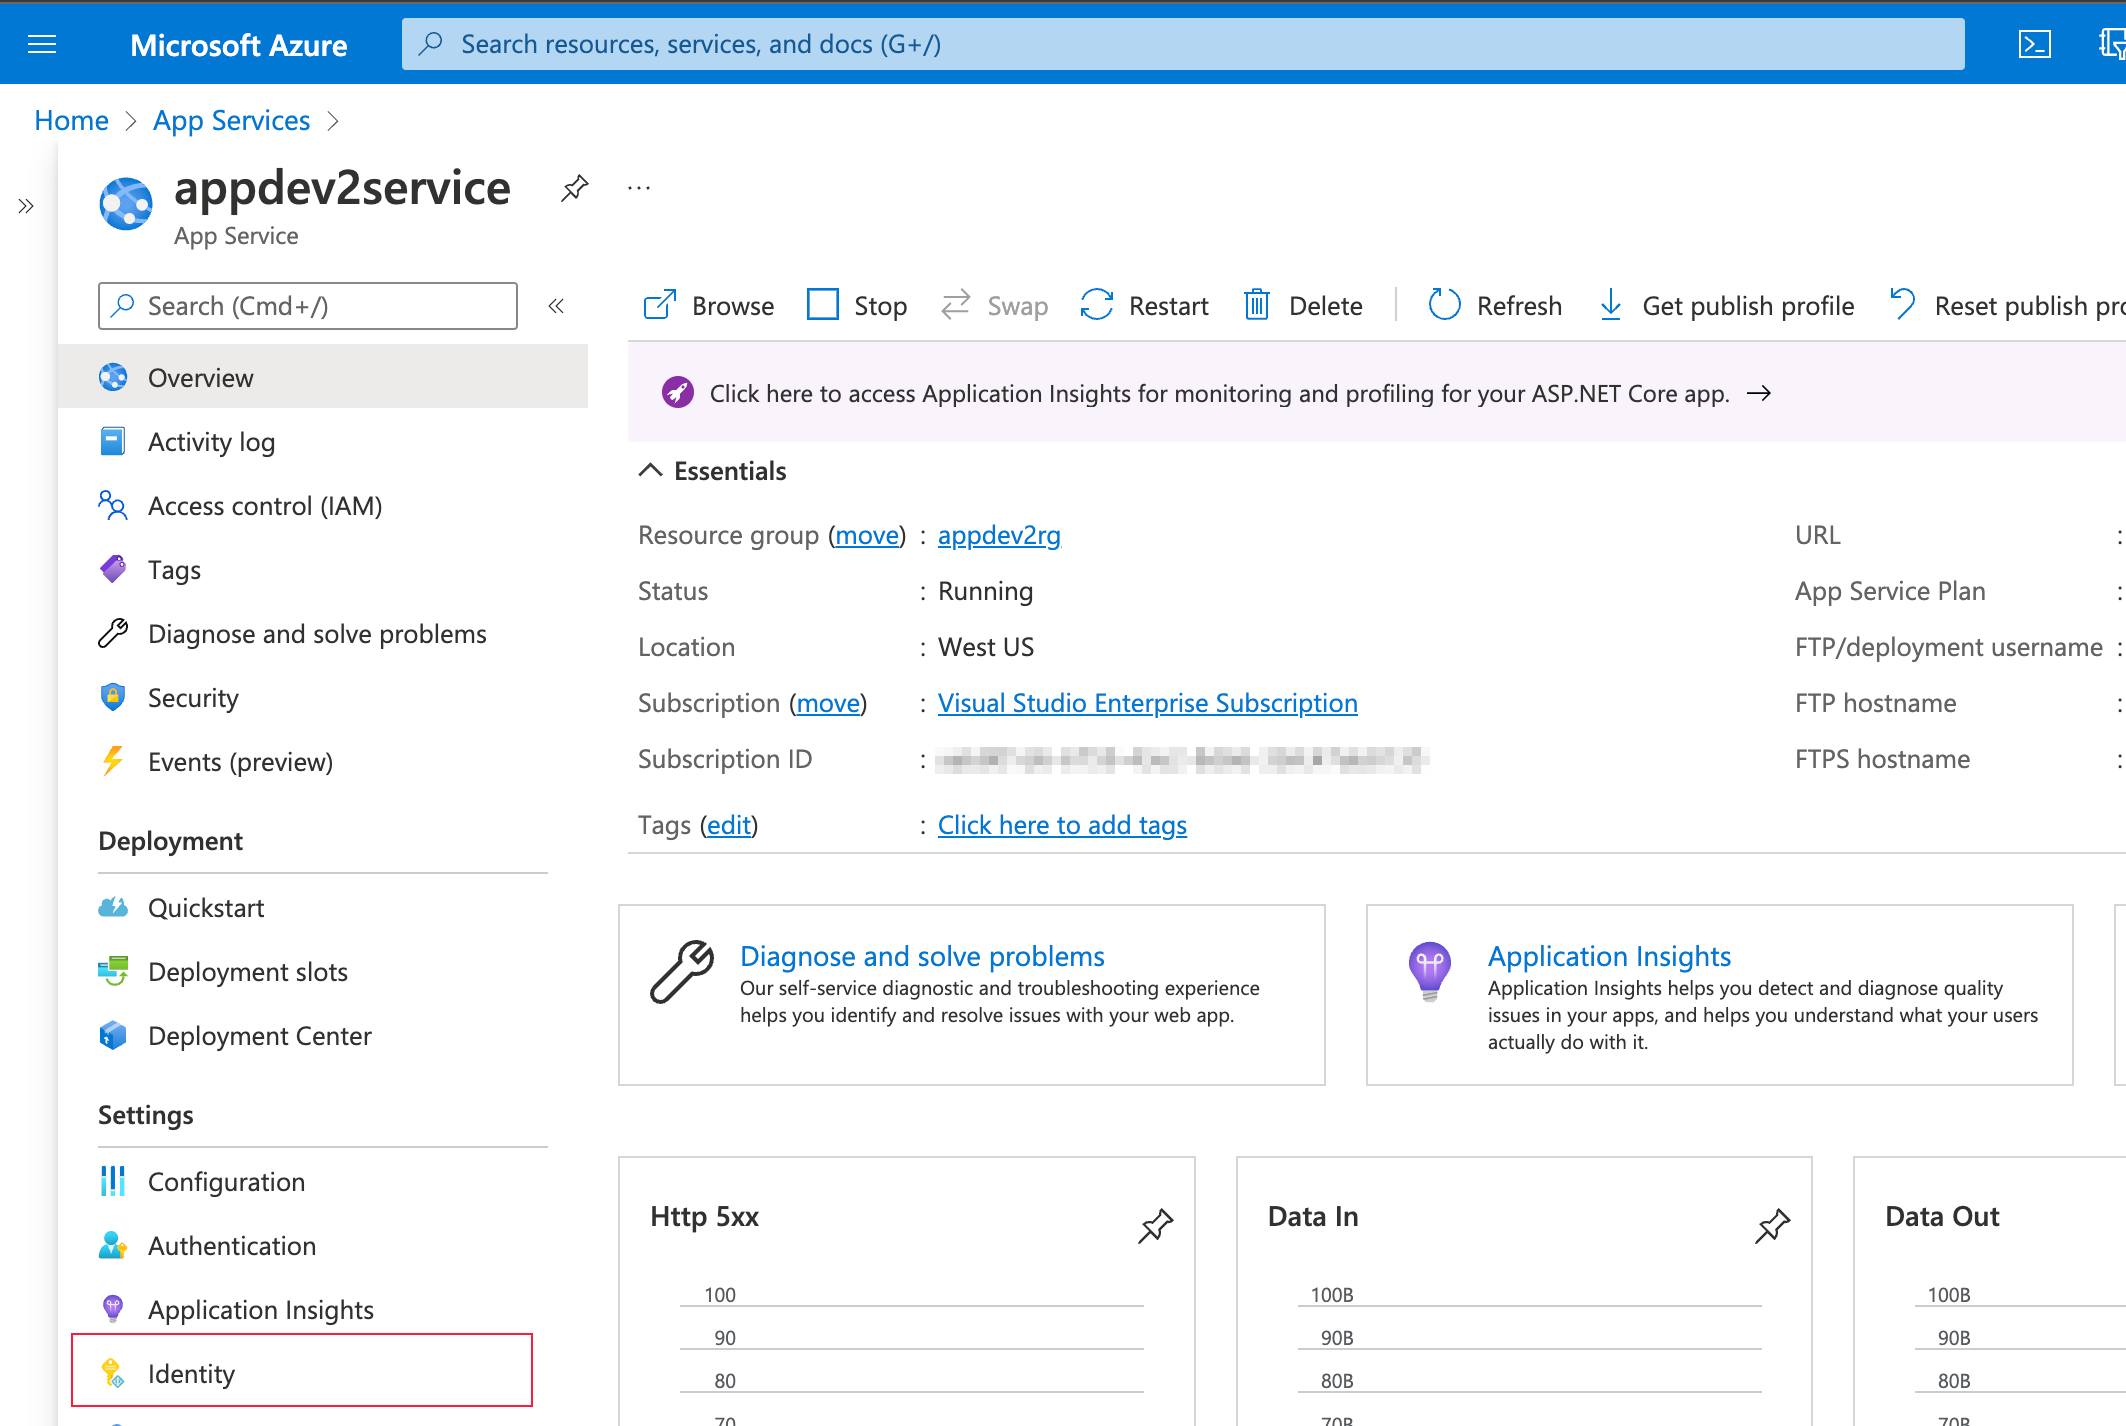 Microsoft Azure
Search resources, services, and docs (G+/)
Home > App Services >
appdev2service
App Service
Search (Cmd+/)
Overview
Activity log
Access control (IAM)
Tags
Diagnose and solve problems
Security
Events (preview)
Deployment
Quickstart
Deployment slots
Deployment Center
Settings
Configuration
Authentication
Application Insights
Identity
Browse Stop Swap Restart Delete Refresh Get publish profile Reset publish
Click here to access Application Insights for monitoring and profiling for your ASP.NET Core app. →
Essentials
Resource group (move) : appdev2rg
Status : Running
Location : West US
Subscription (move) : Visual Studio Enterprise Subscription
Subscription ID :
Tags (edit) : Click here to add tags
URL :
App Service Plan :
FTP/deployment username :
FTP hostname :
FTPS hostname :
Diagnose and solve problems
Our self-service diagnostic and troubleshooting experience
helps you identify and resolve issues with your web app.
Application Insights
Application Insights helps you detect and diagnose quality
issues in your apps, and helps you understand what your users
actually do with it.
Http 5xx
100
90
80
70
Data In
100B
90B
80B
70B
Data Out
100B
90B
80B
70B